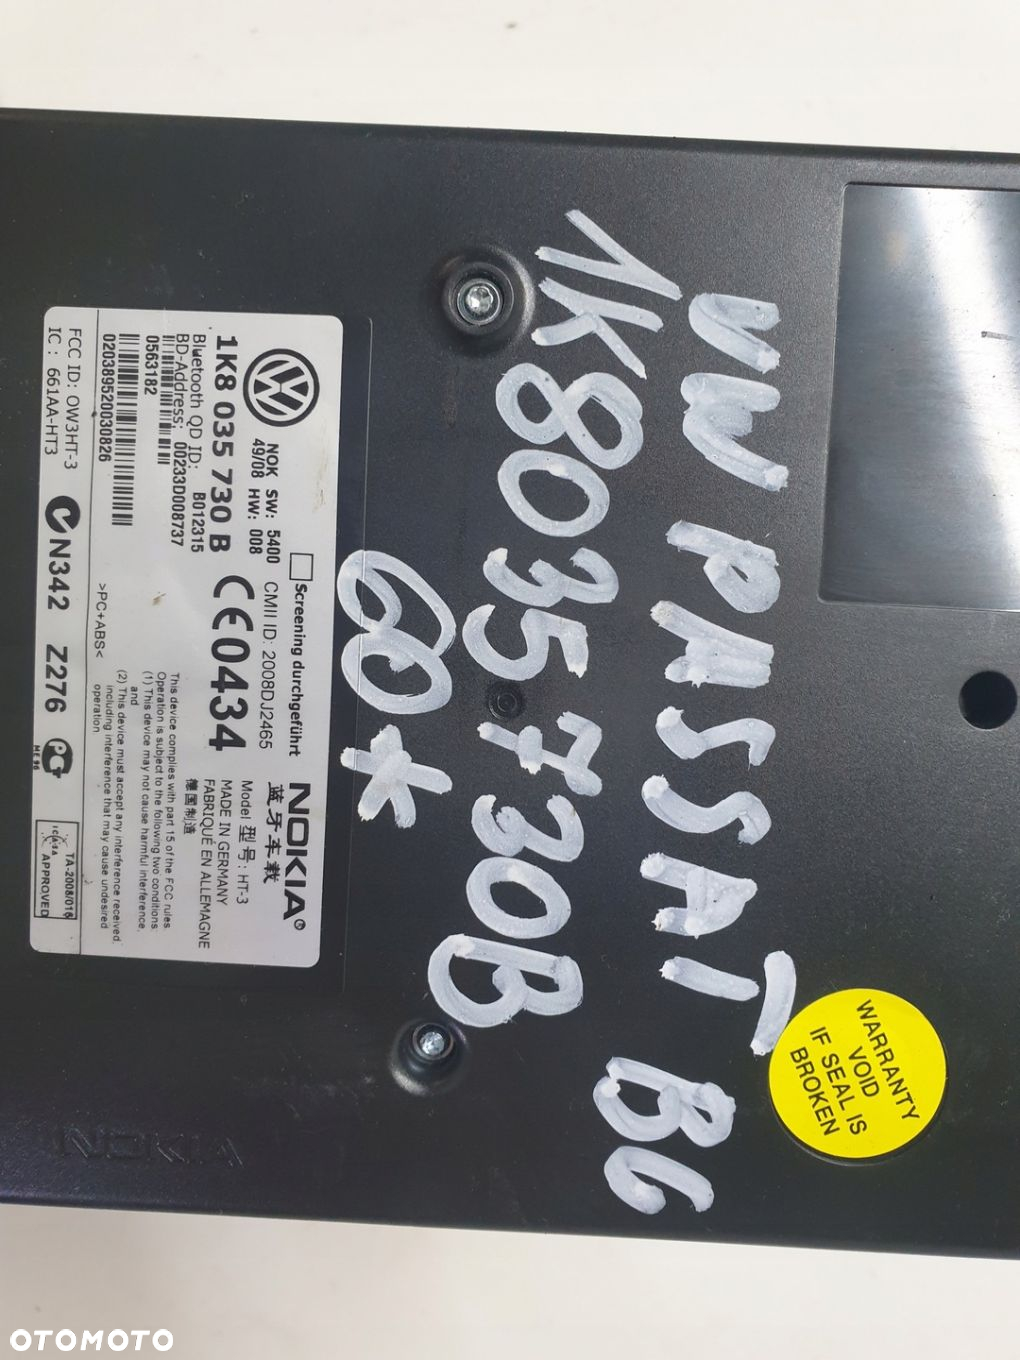 VW PASSAT B6
1K8035730B
60*
WARRANTY
VOID
IF SEAL IS
BROKEN
NOK SW: 5400
49/08 HW: 008
Screening durchgeführt
CMII ID: 2008DJ2465
NOKIA®
蓝牙车载
Model 型号: HT-3
MADE IN GERMANY
FABRIQUÉ EN ALLEMAGNE
德国制造
1K8 035 730 B
CE0434
Bluetooth QD ID: B012315
BD-Address: 00233D008737
0563182
020389520030826
>PC+ABS<
This device complies with part 15 of the FCC rules
Operation is subject to the following two conditions
(1) This device may not cause harmful interference,
and
(2) This device must accept any interference received
including interference that may cause undesired
operation
FCC ID: OW3HT-3
IC: 661AA-HT3
N342
Z276
ME96
TA-2008/016
APPROVED
NOKIA
OTOMOTO